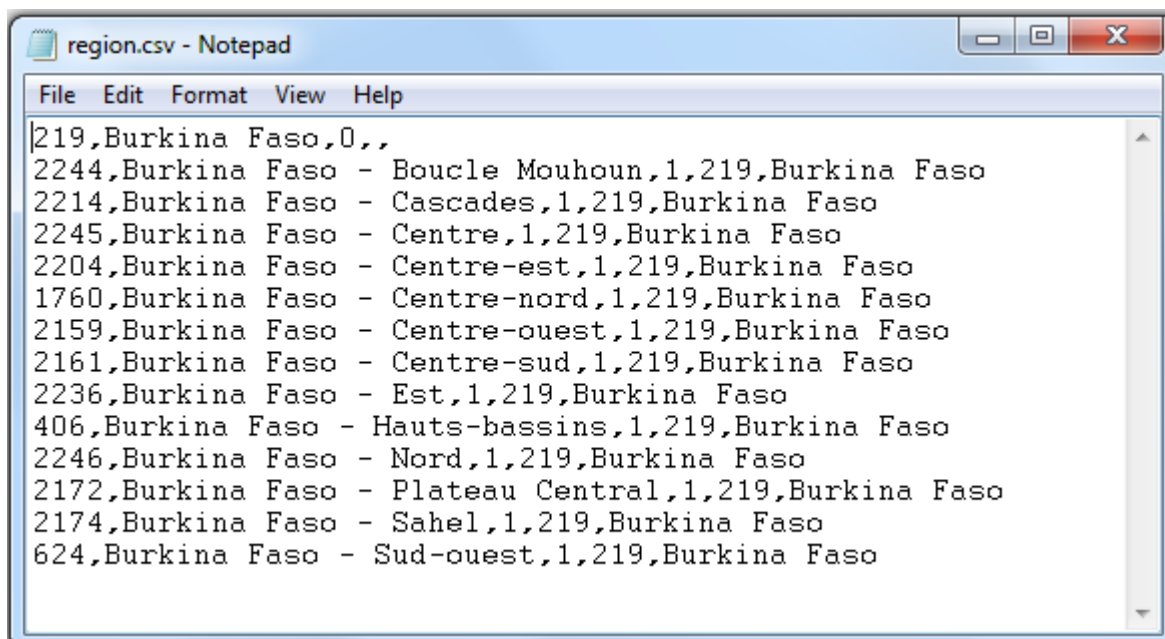 region.csv - Notepad
File Edit Format View Help
219,Burkina Faso,0,,
2244,Burkina Faso - Boucle Mouhoun,1,219,Burkina Faso
2214,Burkina Faso - Cascades,1,219,Burkina Faso
2245,Burkina Faso - Centre,1,219,Burkina Faso
2204,Burkina Faso - Centre-est,1,219,Burkina Faso
1760,Burkina Faso - Centre-nord,1,219,Burkina Faso
2159,Burkina Faso - Centre-ouest,1,219,Burkina Faso
2161,Burkina Faso - Centre-sud,1,219,Burkina Faso
2236,Burkina Faso - Est,1,219,Burkina Faso
406,Burkina Faso - Hauts-bassins,1,219,Burkina Faso
2246,Burkina Faso - Nord,1,219,Burkina Faso
2172,Burkina Faso - Plateau Central,1,219,Burkina Faso
2174,Burkina Faso - Sahel,1,219,Burkina Faso
624,Burkina Faso - Sud-ouest,1,219,Burkina Faso